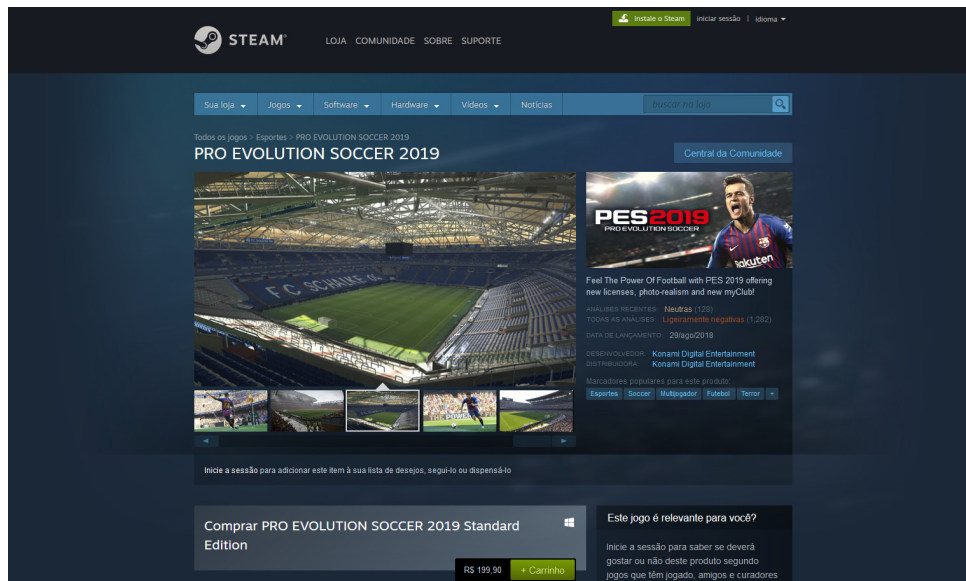 Instale o Steam iniciar sessão | idioma
STEAM®
LOJA COMUNIDADE SOBRE SUPORTE
Sua loja Jogos Software Hardware Vídeos Notícias buscar na loja
Todos os jogos > Esportes > PRO EVOLUTION SOCCER 2019
PRO EVOLUTION SOCCER 2019
Central da Comunidade
FC SCHALKE 04
PES2019
PRO EVOLUTION SOCCER
Rakuten
Feel The Power Of Football with PES 2019 offering
new licenses, photo-realism and new myClub!
ANÁLISES RECENTES: Neutras (128)
TODAS AS ANÁLISES: Ligeiramente negativas (1,282)
DATA DE LANÇAMENTO: 29/ago/2018
DESENVOLVEDOR: Konami Digital Entertainment
DISTRIBUIDORA: Konami Digital Entertainment
Marcadores populares para este produto:
Esportes Soccer Multijogador Futebol Terror +
POWER
Inicie a sessão para adicionar este item à sua lista de desejos, segui-lo ou dispensá-lo
Comprar PRO EVOLUTION SOCCER 2019 Standard
Edition
R$ 199,90 + Carrinho
Este jogo é relevante para você?
Inicie a sessão para saber se deverá
gostar ou não deste produto segundo
jogos que têm jogado, amigos e curadores